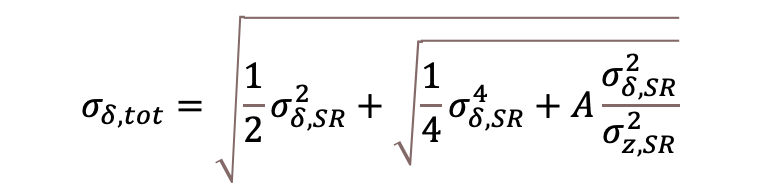 σ_{δ,tot} = √(1/2 σ²_{δ,SR} + √(1/4 σ⁴_{δ,SR} + A σ²_{δ,SR}/σ²_{z,SR}))